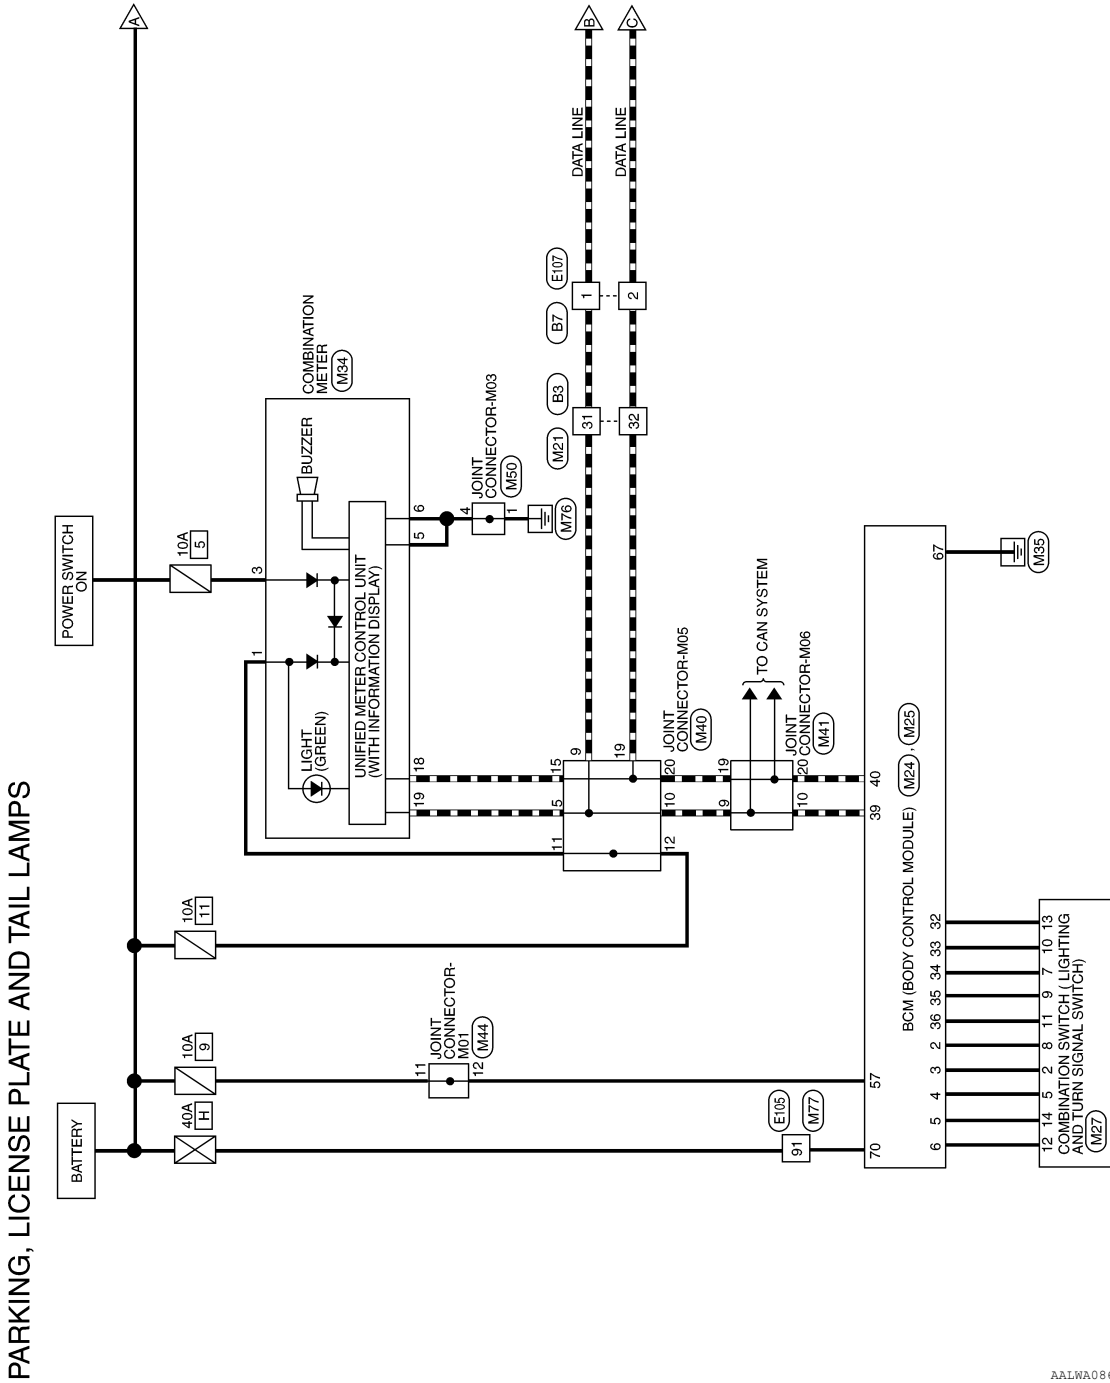 PARKING, LICENSE PLATE AND TAIL LAMPS
BATTERY
POWER SWITCH
ON
A
40A
H
10A
9
10A
11
10A
5
JOINT
CONNECTOR-
M01
M44
11
12
E105
M77
91
COMBINATION
METER
M34
BUZZER
LIGHT
(GREEN)
UNIFIED METER CONTROL UNIT
(WITH INFORMATION DISPLAY)
1
3
19
18
5
6
JOINT
CONNECTOR-M03
M50
4
1
M76
11
5
15
9
19
12
10
20
JOINT
CONNECTOR-M05
M40
9
19
10
20
JOINT
CONNECTOR-M06
M41
TO CAN SYSTEM
M21
B3
31
32
B7
E107
1
2
DATA LINE
DATA LINE
B
C
70
57
39
40
BCM (BODY CONTROL MODULE)
M24 , M25
67
M35
6
5
4
3
2
36
35
34
33
32
12
14
5
2
8
11
9
7
10
13
COMBINATION SWITCH ( LIGHTING
AND TURN SIGNAL SWITCH)
M27